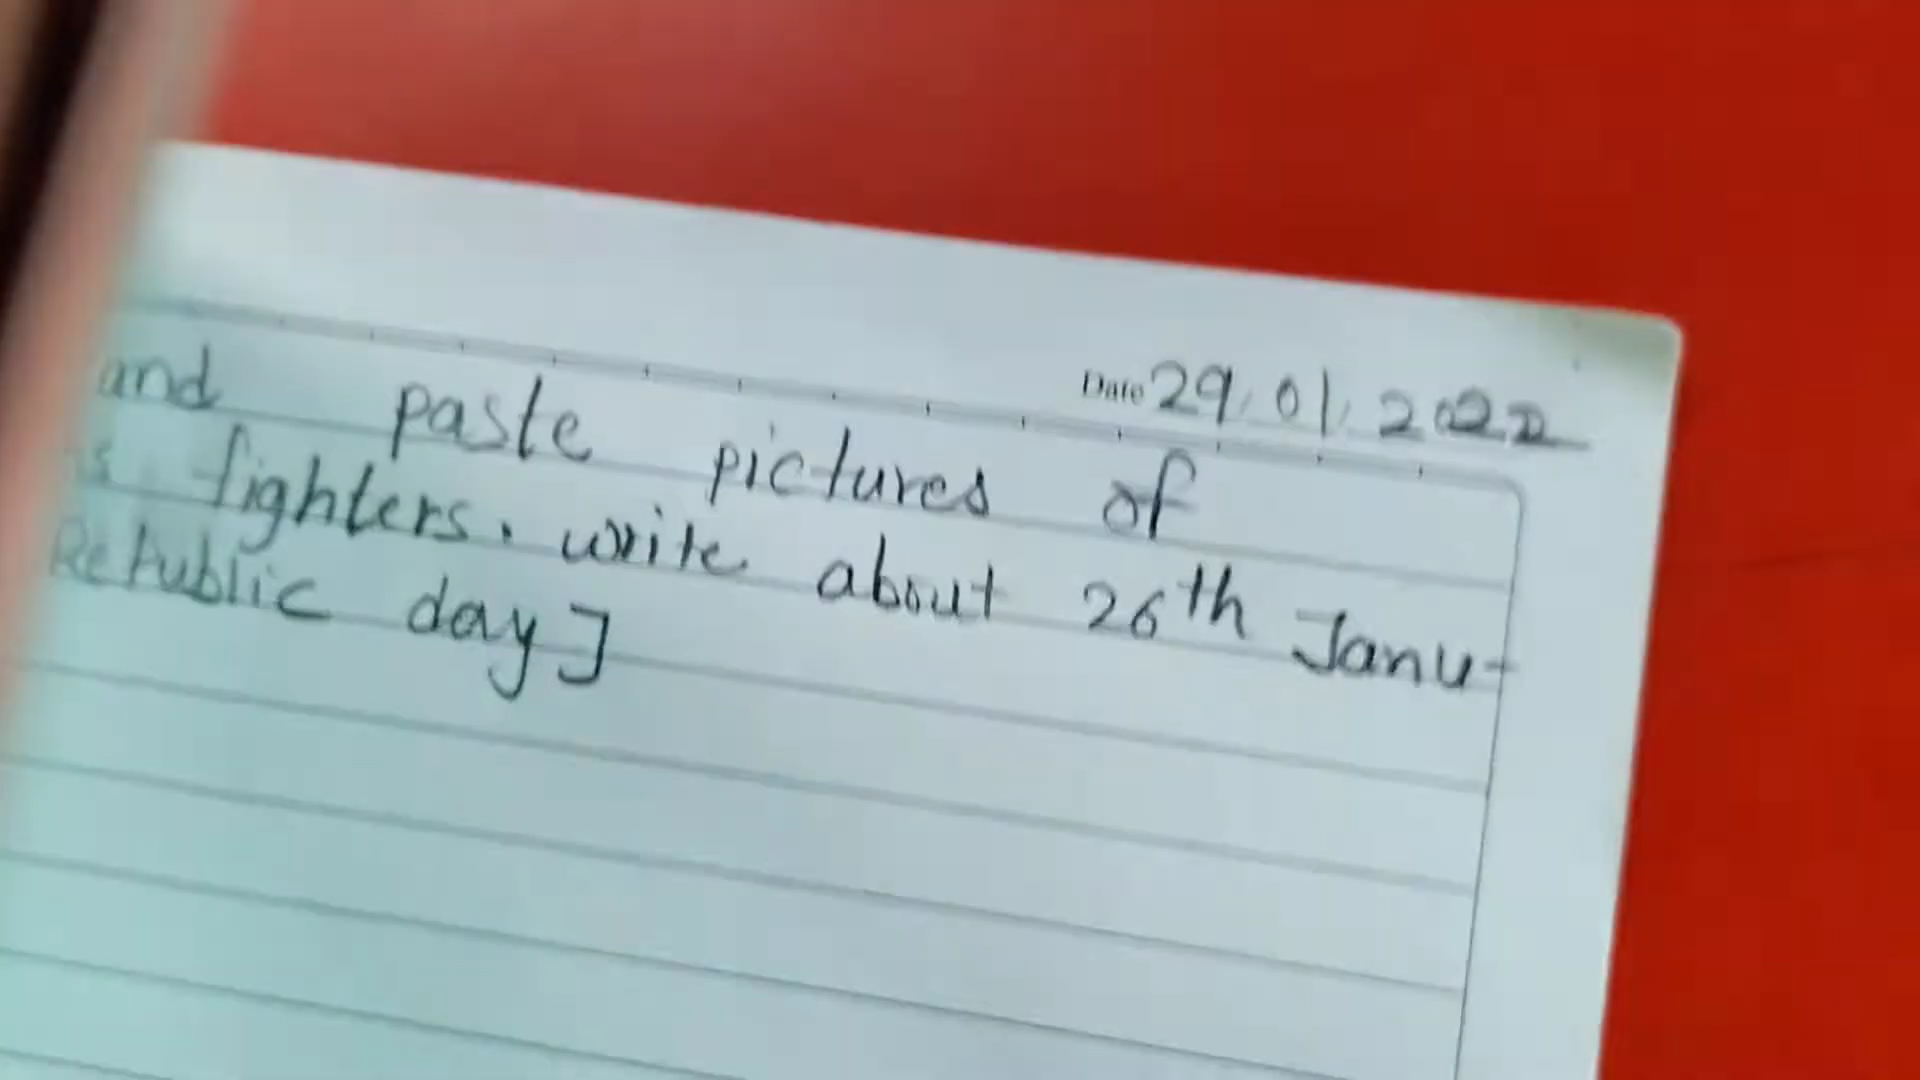 Date 29/01/2022
and paste pictures of
s fighters. write about 26th Janu-
Republic day]